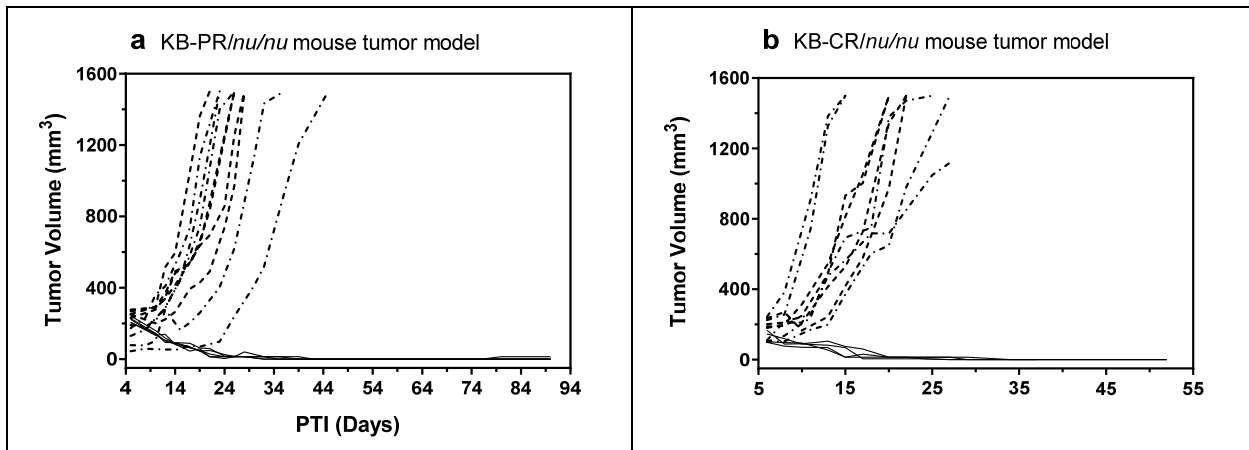 a KB-PR/nu/nu mouse tumor model
1600
1200
800
400
0
Tumor Volume (mm³)
4 14 24 34 44 54 64 74 84 94
PTI (Days)
b KB-CR/nu/nu mouse tumor model
1600
1200
800
400
0
Tumor Volume (mm³)
5 15 25 35 45 55